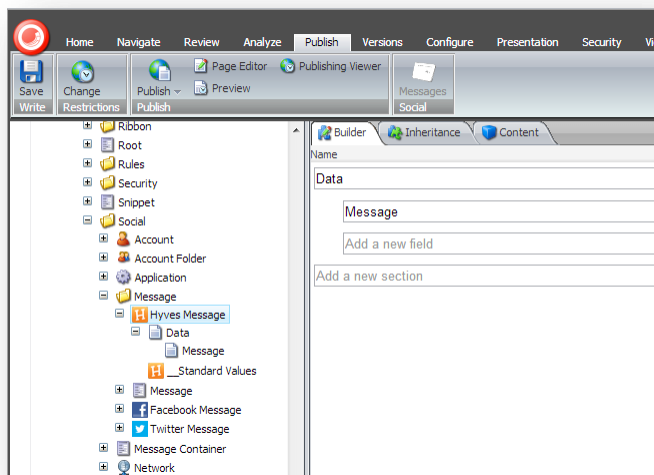 Home Navigate Review Analyze Publish Versions Configure Presentation Security
Save Change Publish Page Editor Publishing Viewer Preview Messages
Write Restrictions Publish Social
Ribbon
Root
Rules
Security
Snippet
Social
Account
Account Folder
Application
Message
Hyves Message
Data
Message
__Standard Values
Message
Facebook Message
Twitter Message
Message Container
Network
Builder Inheritance Content
Name
Data
Message
Add a new field
Add a new section